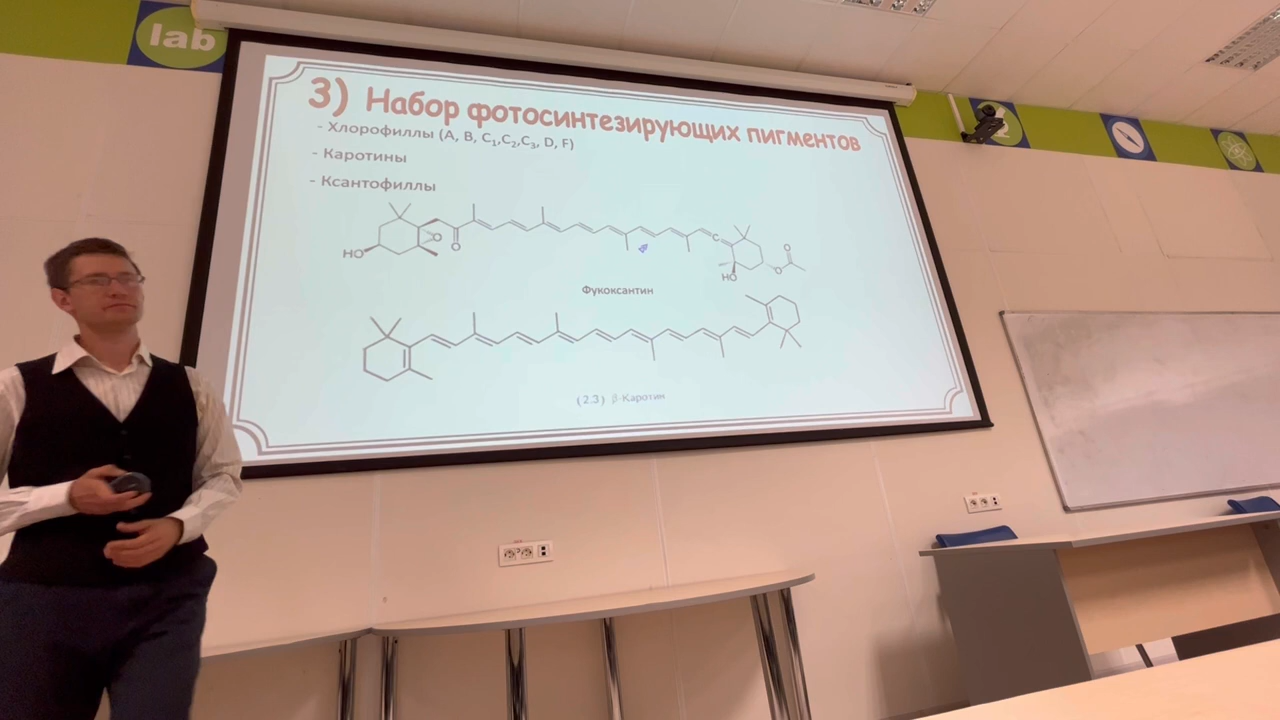 lab
3) Набор фотосинтезирующих пигментов
- Хлорофиллы (A, B, C₁,C₂,C₃, D, F)
- Каротины
- Ксантофиллы
HO
O
O
HO
O
O
Фукоксантин
(2.3) β-Каротин